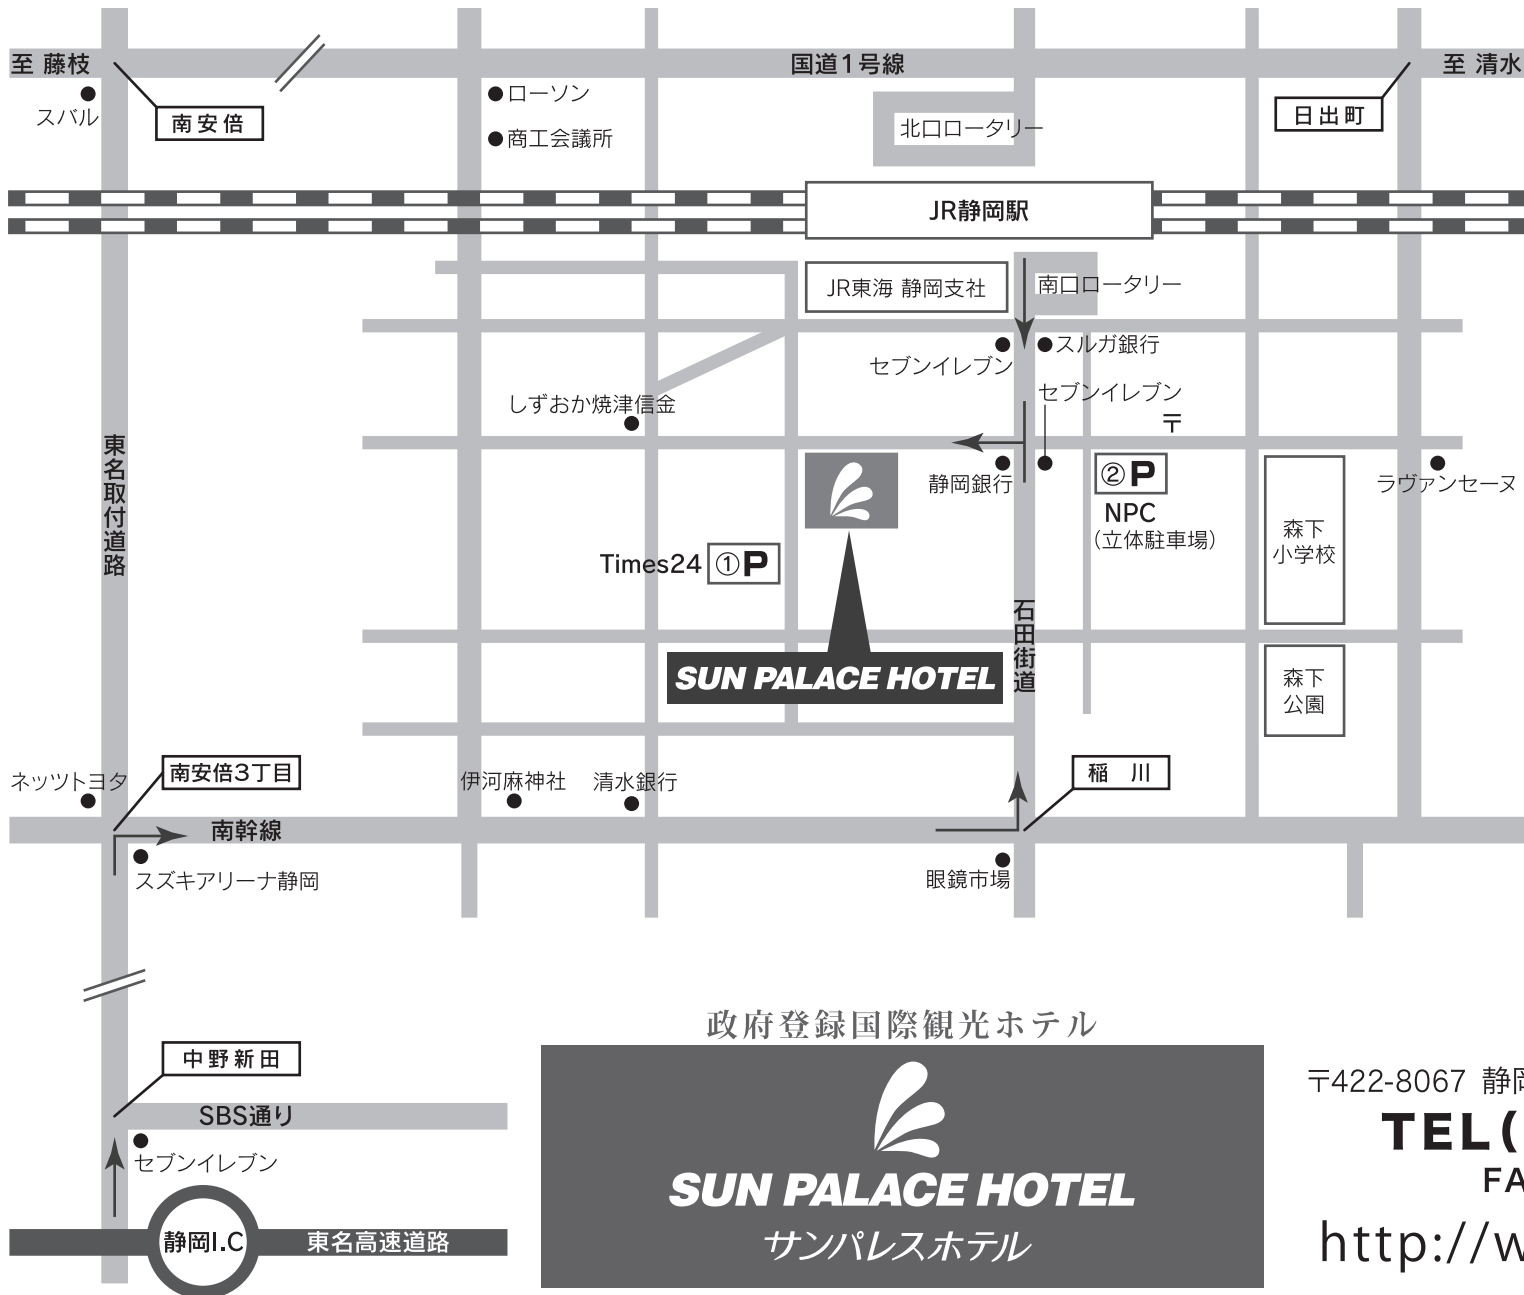 至 藤枝
国道1号線
至 清水
スバル
南安倍
ローソン
商工会議所
北口ロータリー
日出町
JR静岡駅
JR東海 静岡支社
南口ロータリー
セブンイレブン
スルガ銀行
セブンイレブン
しずおか焼津信金
〒
東名取付道路
静岡銀行
②P
NPC
(立体駐車場)
森下
小学校
ラヴァンセーヌ
Times24 ①P
石田街道
SUN PALACE HOTEL
森下
公園
ネッツトヨタ
南安倍3丁目
伊河麻神社
清水銀行
稲 川
南幹線
スズキアリーナ静岡
眼鏡市場
中野新田
SBS通り
セブンイレブン
静岡I.C
東名高速道路
政府登録国際観光ホテル
SUN PALACE HOTEL
サンパレスホテル
〒422-8067 静岡
TEL(
FA
http://w